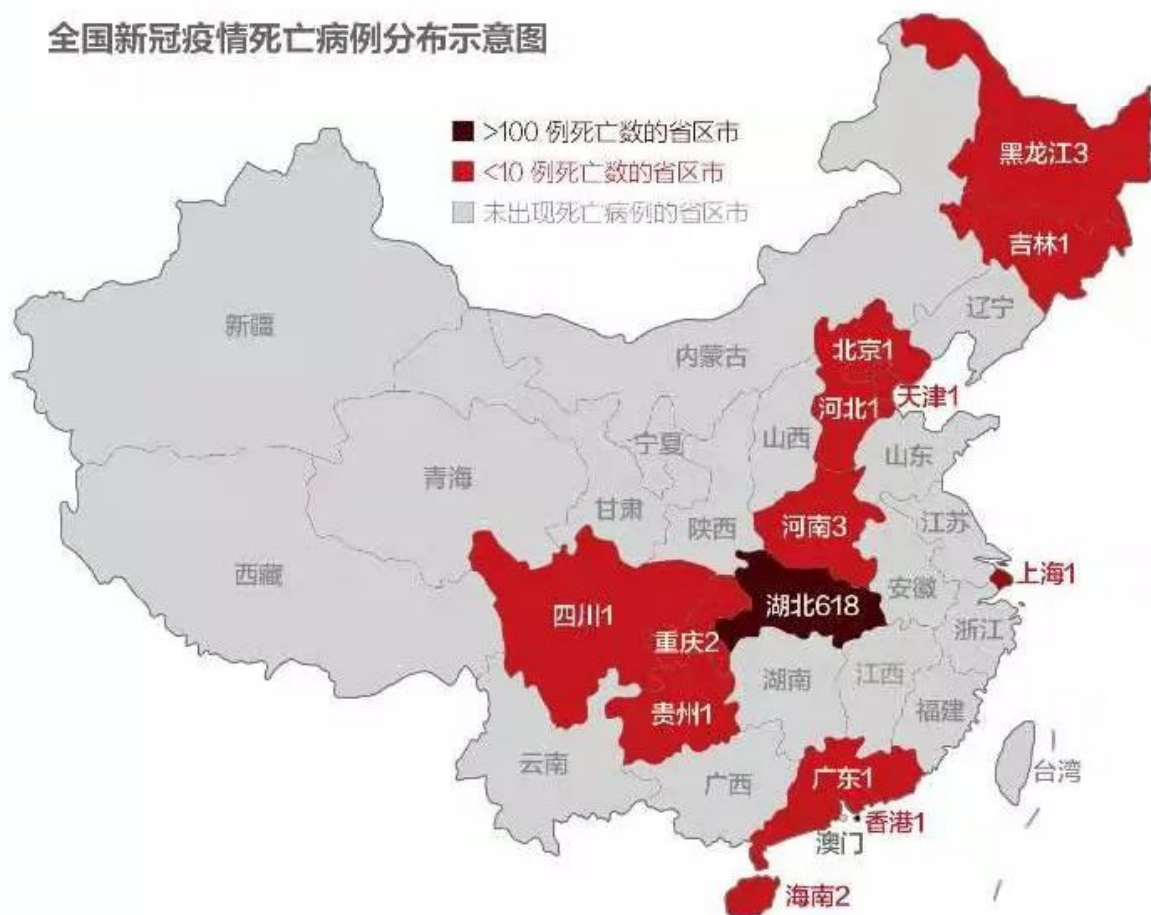 全国新冠疫情死亡病例分布示意图
>100 例死亡数的省区市
<10 例死亡数的省区市
未出现死亡病例的省区市
黑龙江3
吉林1
辽宁
新疆
内蒙古
北京1
天津1
河北1
山西
宁夏
山东
青海
甘肃
陕西
河南3
江苏
西藏
上海1
安徽
湖北618
四川1
浙江
重庆2
湖南
江西
贵州1
福建
云南
广西
广东1
台湾
香港1
澳门
海南2